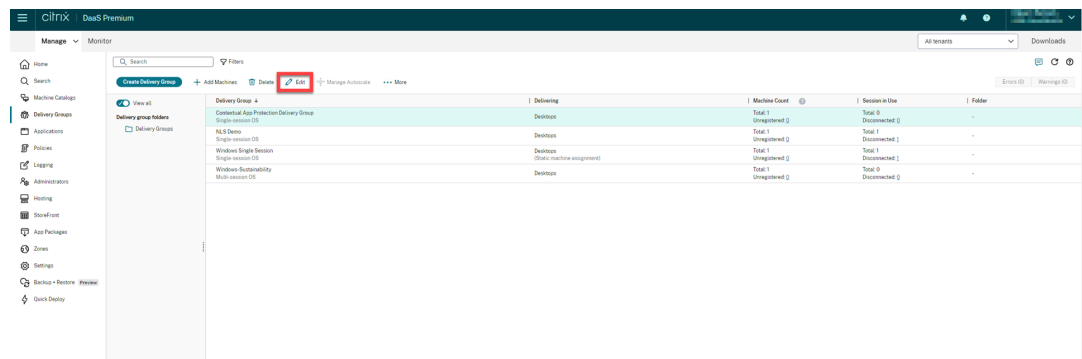 citrix | DaaS Premium
Manage Monitor All tenants Downloads
Home
Search
Machine Catalogs
Delivery Groups
Applications
Policies
Logging
Administrators
Hosting
StoreFront
App Packages
Zones
Settings
Backup + Restore Preview
Quick Deploy
Search Filters
Create Delivery Group Add Machines Delete Edit Manage Autoscale More Errors (0) Warnings (0)
View all
Delivery group folders
Delivery Groups
Delivery Group ↓ Delivering Machine Count Session in Use Folder
Contextual App Protection Delivery Group Desktops Total: 1 Total: 0 -
Single-session OS Unregistered: 0 Disconnected: 0
NLS Demo Desktops Total: 1 Total: 1 -
Single-session OS Unregistered: 0 Disconnected: 1
Windows Single Session Desktops Total: 1 Total: 1 -
Single-session OS (Static machine assignment) Unregistered: 0 Disconnected: 1
Windows-Sustainability Desktops Total: 1 Total: 0 -
Multi-session OS Unregistered: 0 Disconnected: 0